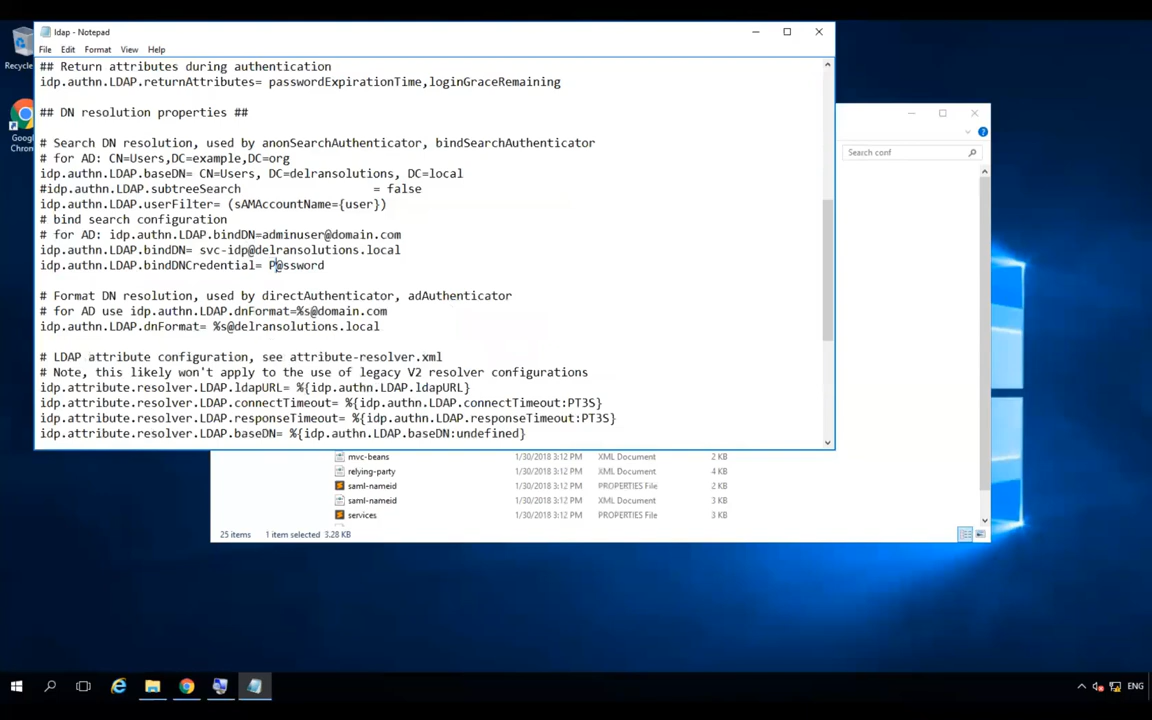 ldap - Notepad
File Edit Format View Help
## Return attributes during authentication
idp.authn.LDAP.returnAttributes= passwordExpirationTime,loginGraceRemaining
## DN resolution properties ##
# Search DN resolution, used by anonSearchAuthenticator, bindSearchAuthenticator
# for AD: CN=Users,DC=example,DC=org
idp.authn.LDAP.baseDN= CN=Users, DC=delransolutions, DC=local
#idp.authn.LDAP.subtreeSearch = false
idp.authn.LDAP.userFilter= (sAMAccountName={user})
# bind search configuration
# for AD: idp.authn.LDAP.bindDN=adminuser@domain.com
idp.authn.LDAP.bindDN= svc-idp@delransolutions.local
idp.authn.LDAP.bindDNCredential= P@ssword
# Format DN resolution, used by directAuthenticator, adAuthenticator
# for AD use idp.authn.LDAP.dnFormat=%s@domain.com
idp.authn.LDAP.dnFormat= %s@delransolutions.local
# LDAP attribute configuration, see attribute-resolver.xml
# Note, this likely won't apply to the use of legacy V2 resolver configurations
idp.attribute.resolver.LDAP.ldapURL= %{idp.authn.LDAP.ldapURL}
idp.attribute.resolver.LDAP.connectTimeout= %{idp.authn.LDAP.connectTimeout:PT3S}
idp.attribute.resolver.LDAP.responseTimeout= %{idp.authn.LDAP.responseTimeout:PT3S}
idp.attribute.resolver.LDAP.baseDN= %{idp.authn.LDAP.baseDN:undefined}
Recycle
Google
Chrom
Search conf
mvc-beans 1/30/2018 3:12 PM XML Document 2 KB
relying-party 1/30/2018 3:12 PM XML Document 4 KB
saml-nameid 1/30/2018 3:12 PM PROPERTIES File 2 KB
saml-nameid 1/30/2018 3:12 PM XML Document 3 KB
services 1/30/2018 3:12 PM PROPERTIES File 3 KB
25 items 1 item selected 3.28 KB
ENG